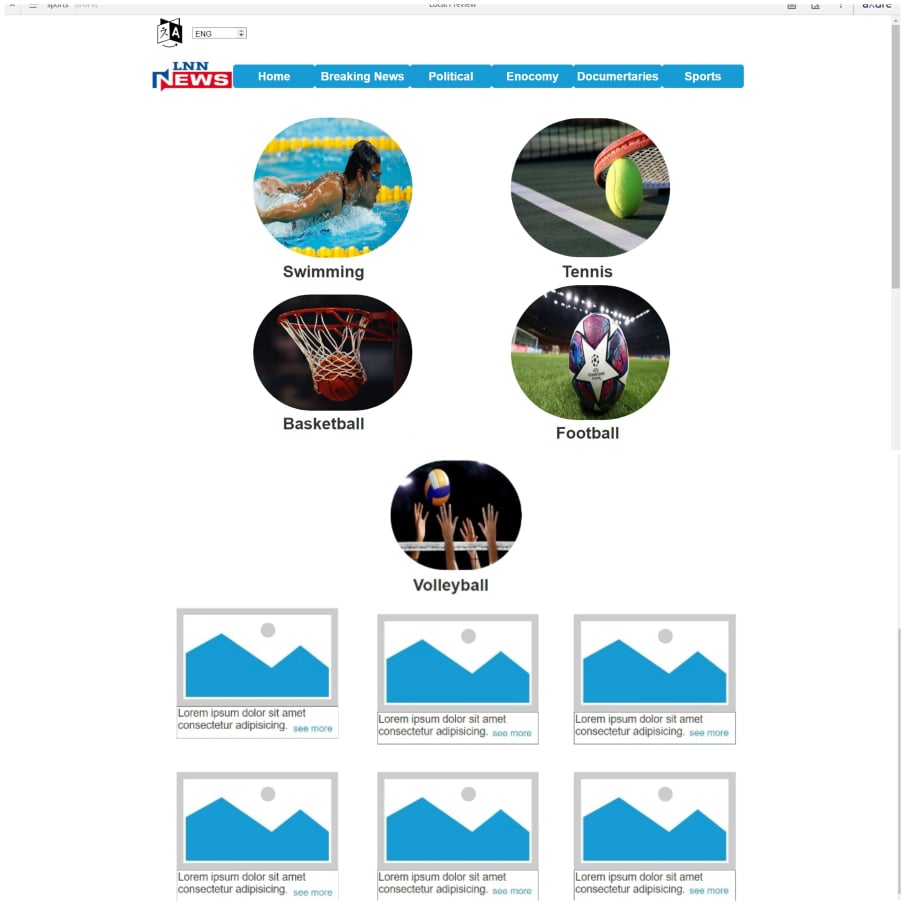 sports (6 of 6)
Local Preview
axure
ENG
LNN
NEWS
Home
Breaking News
Political
Enocomy
Documertaries
Sports
Swimming
Tennis
Basketball
Football
Volleyball
Lorem ipsum dolor sit amet
consectetur adipisicing. see more
Lorem ipsum dolor sit amet
consectetur adipisicing. see more
Lorem ipsum dolor sit amet
consectetur adipisicing. see more
Lorem ipsum dolor sit amet
consectetur adipisicing. see more
Lorem ipsum dolor sit amet
consectetur adipisicing. see more
Lorem ipsum dolor sit amet
consectetur adipisicing. see more